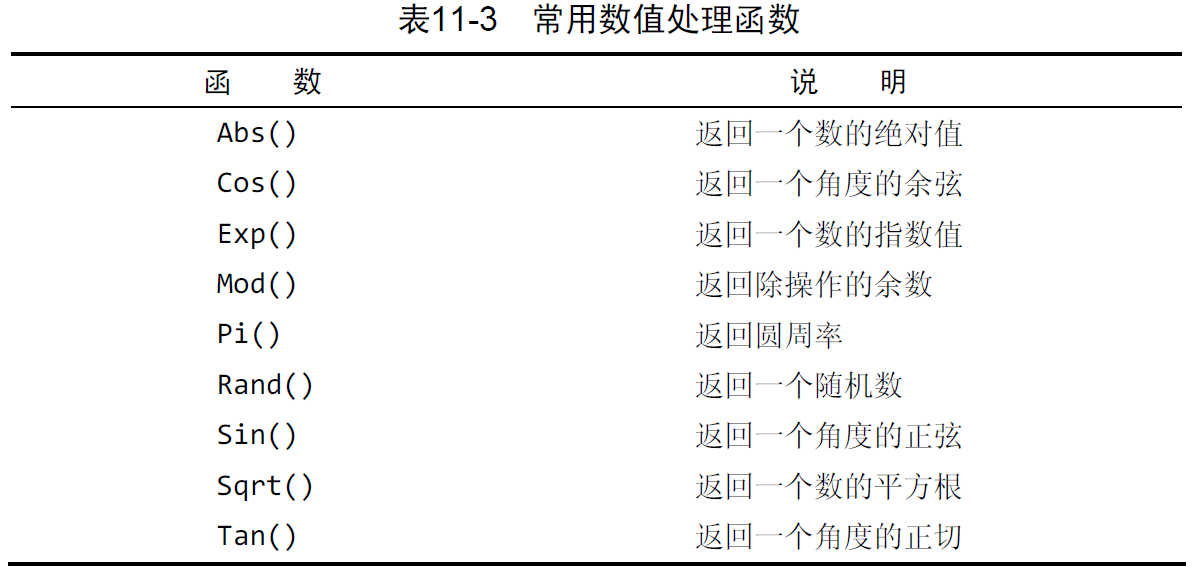 表11-3 常用数值处理函数
函 数 说 明
Abs() 返回一个数的绝对值
Cos() 返回一个角度的余弦
Exp() 返回一个数的指数值
Mod() 返回除操作的余数
Pi() 返回圆周率
Rand() 返回一个随机数
Sin() 返回一个角度的正弦
Sqrt() 返回一个数的平方根
Tan() 返回一个角度的正切